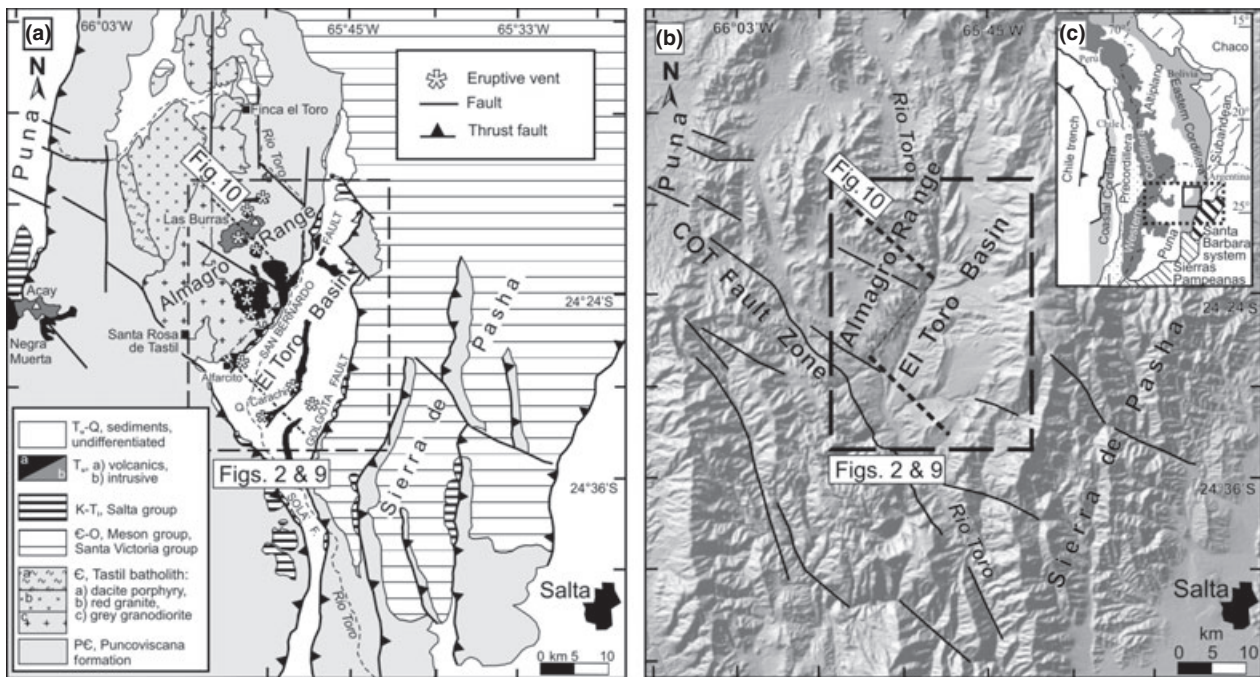 (a)
66°03'W
65°45'W
65°33'W
N
Puna
Eruptive vent
Fault
Thrust fault
Finca el Toro
Rio Toro
Fig.10
Las Burras
Almagro Range
SAN BERNARDO FAULT
El Toro Basin
Acay
Negra
Muerta
Santa Rosa
de Tastil
Alfarcito
Q. Carachi
GOLGOTA FAULT
24°24'S
Sierra de Pasha
Figs. 2 & 9
24°36'S
SOLA F.
Rio Toro
Salta
0 km 5 10
-Q, sediments,
undifferentiated
a
b
a) volcanics,
b) intrusive
Salta group
Є-O, Meson group,
Santa Victoria group
a
b
c
Є, Tastil batholith:
a) dacite porphyry,
b) red granite,
c) grey granodiorite
PЄ, Puncoviscana
formation
(b)
66°03'W
65°45'W
N
Puna
Rio Toro
Fig.10
COT Fault Zone
Almagro Range
El Toro Basin
Figs. 2 & 9
24°24'S
24°36'S
Sierra de Pasha
Rio Toro
Salta
km
0 5 10
(c)
70°
15°
Perú
Chaco
Bolivia
Altiplano
Eastern Cordillera
20°
Subandean
Chile trench
Chile
Coastal Cordillera
Precordillera
Argentina
25°
Puna
Santa
Barbara
system
Sierras
Pampeanas